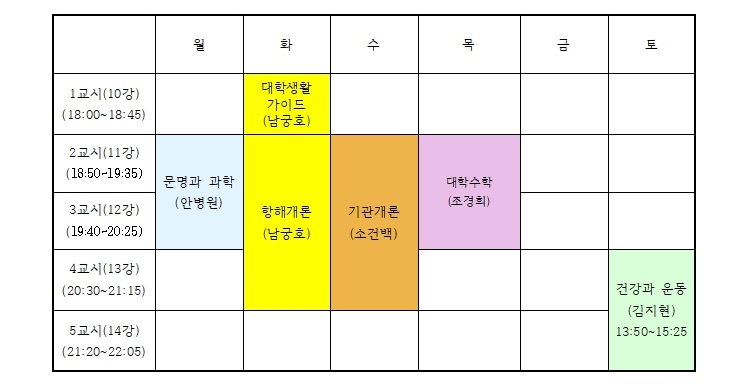 월 화 수 목 금 토
1교시(10강)
(18:00~18:45)
대학생활
가이드
(남궁호)
2교시(11강)
(18:50~19:35)
3교시(12강)
(19:40~20:25)
문명과 과학
(안병원)
항해개론
(남궁호)
기관개론
(소건백)
대학수학
(조경희)
4교시(13강)
(20:30~21:15)
5교시(14강)
(21:20~22:05)
건강과 운동
(김지현)
13:50~15:25